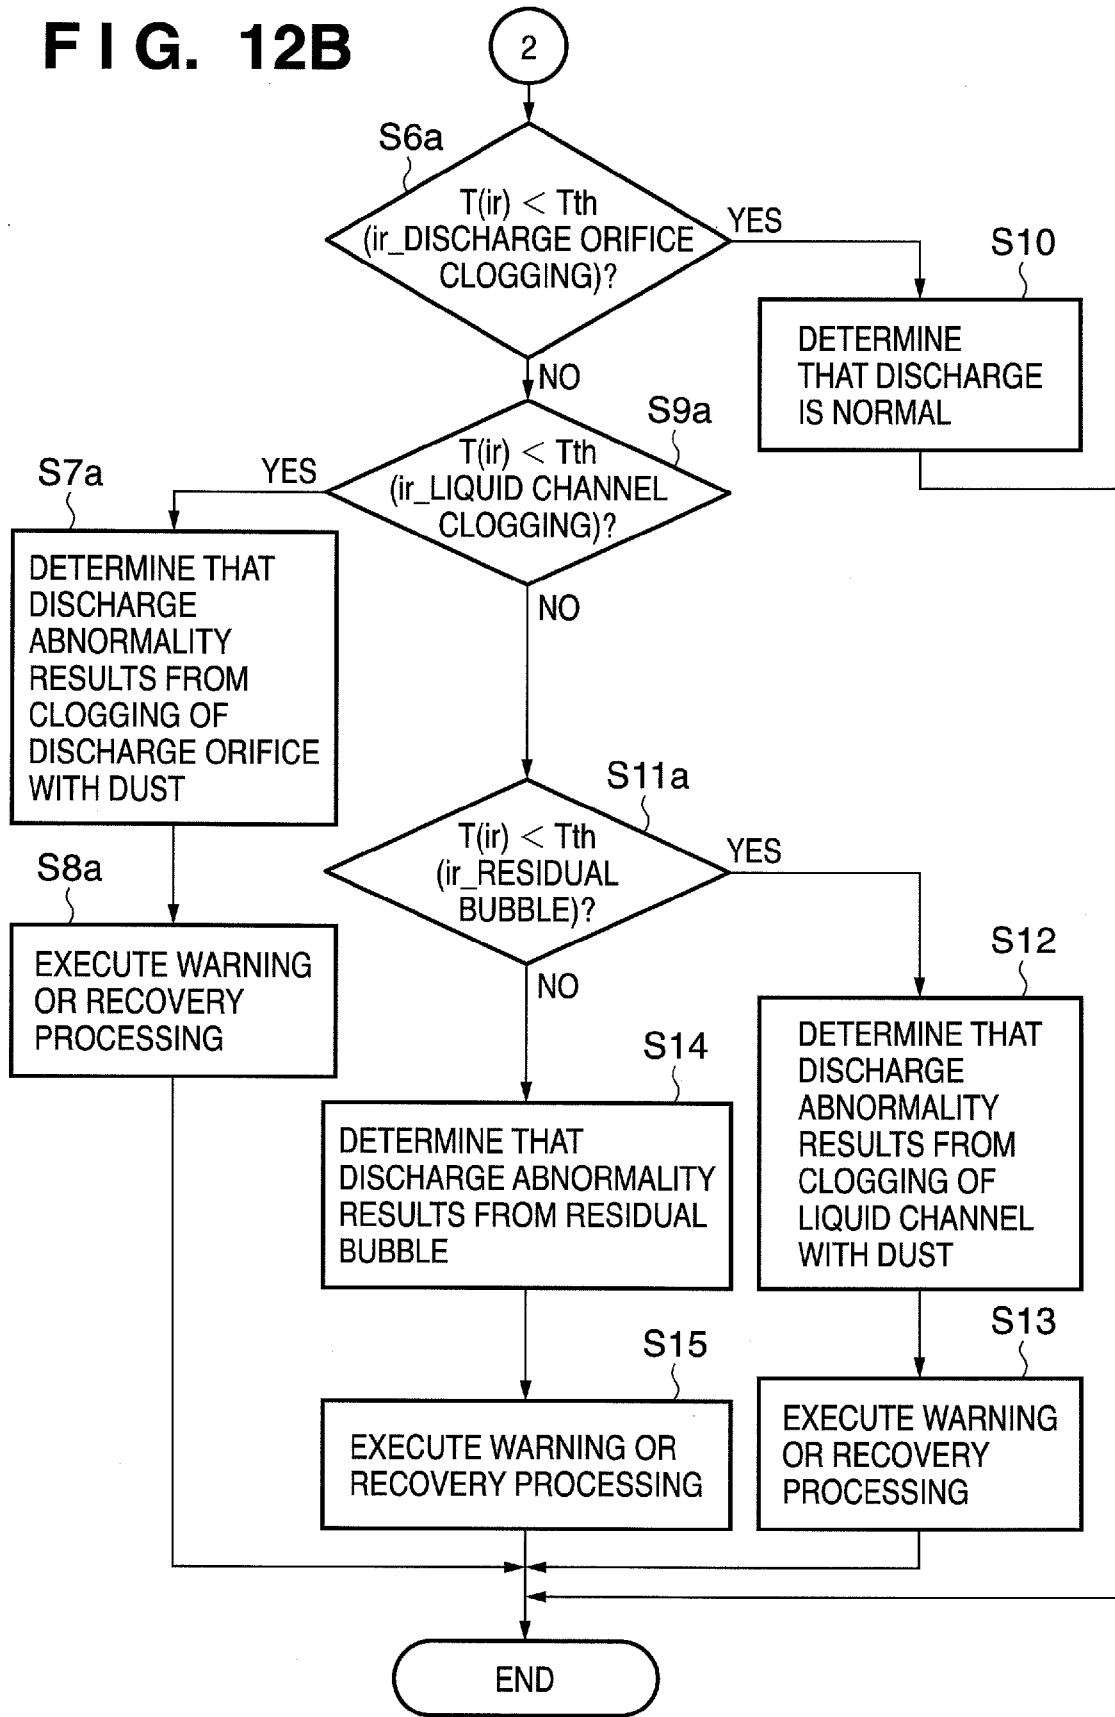 FIG. 12B
2
S6a
T(ir) < Tth
(ir_DISCHARGE ORIFICE
CLOGGING)?
YES
S10
DETERMINE
THAT DISCHARGE
IS NORMAL
NO
S9a
T(ir) < Tth
(ir_LIQUID CHANNEL
CLOGGING)?
YES
S7a
DETERMINE THAT
DISCHARGE
ABNORMALITY
RESULTS FROM
CLOGGING OF
DISCHARGE ORIFICE
WITH DUST
NO
S8a
EXECUTE WARNING
OR RECOVERY
PROCESSING
S11a
T(ir) < Tth
(ir_RESIDUAL
BUBBLE)?
YES
S12
DETERMINE THAT
DISCHARGE
ABNORMALITY
RESULTS FROM
CLOGGING OF
LIQUID CHANNEL
WITH DUST
NO
S14
DETERMINE THAT
DISCHARGE ABNORMALITY
RESULTS FROM RESIDUAL
BUBBLE
S13
EXECUTE WARNING
OR RECOVERY
PROCESSING
S15
EXECUTE WARNING OR
RECOVERY PROCESSING
END